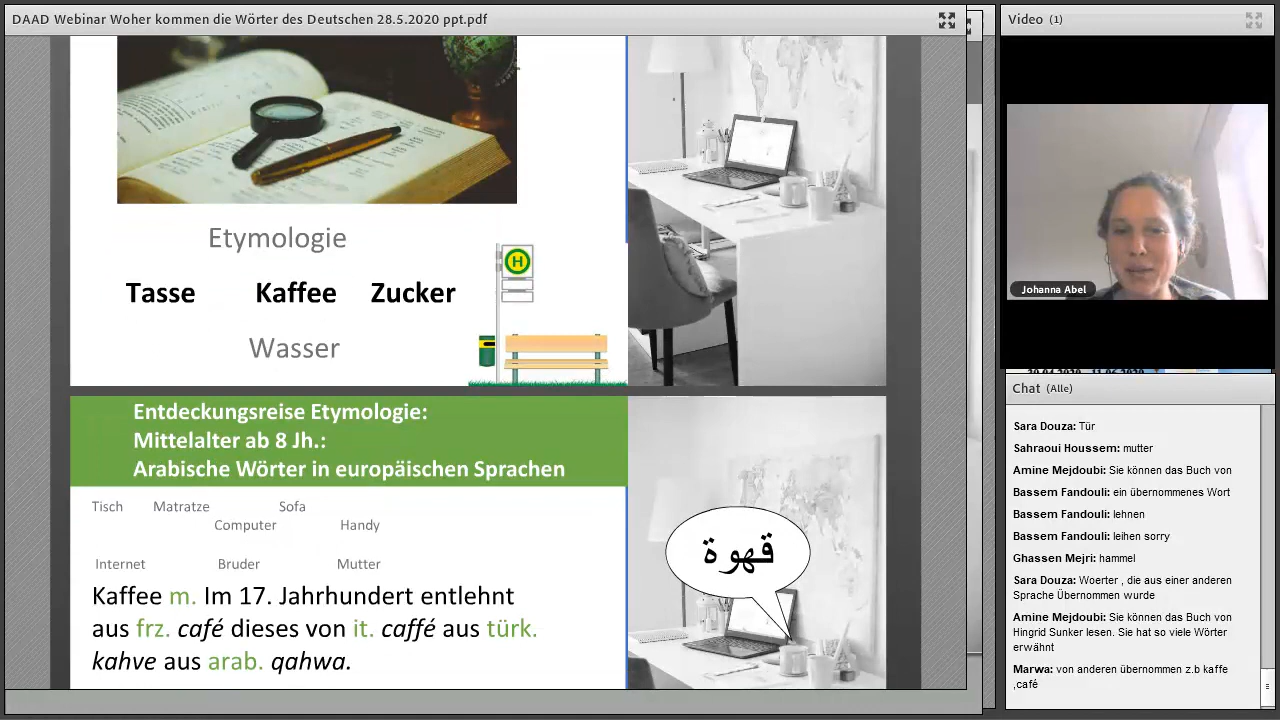 DAAD Webinar Woher kommen die Wörter des Deutschen 28.5.2020 ppt.pdf
Etymologie
Tasse Kaffee Zucker
H
Wasser
Entdeckungsreise Etymologie:
Mittelalter ab 8 Jh.:
Arabische Wörter in europäischen Sprachen
Tisch Matratze Sofa
Computer Handy
Internet Bruder Mutter
Kaffee m. Im 17. Jahrhundert entlehnt
aus frz. café dieses von it. caffé aus türk.
kahve aus arab. qahwa.
قهوة
Video (1)
Johanna Abel
Chat (Alle)
Sara Douza: Tür
Sahraoui Houssem: mutter
Amine Mejdoubi: Sie können das Buch von
Bassem Fandouli: ein übernommenes Wort
Bassem Fandouli: lehnen
Bassem Fandouli: leihen sorry
Ghassen Mejri: hammel
Sara Douza: Woerter , die aus einer anderen
Sprache Übernommen wurde
Amine Mejdoubi: Sie können das Buch von
Hingrid Sunker lesen. Sie hat so viele Wörter
erwähnt
Marwa: von anderen übernommen z.b kaffe
,café